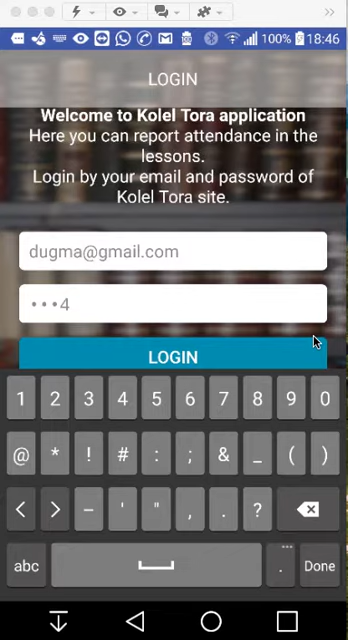 100% 18:46
LOGIN
Welcome to Kolel Tora application
Here you can report attendance in the
lessons.
Login by your email and password of
Kolel Tora site.
dugma@gmail.com
•••4
LOGIN
1 2 3 4 5 6 7 8 9 0
@ * ! # : ; & _ ( )
< > – ' " , . ?
abc . Done